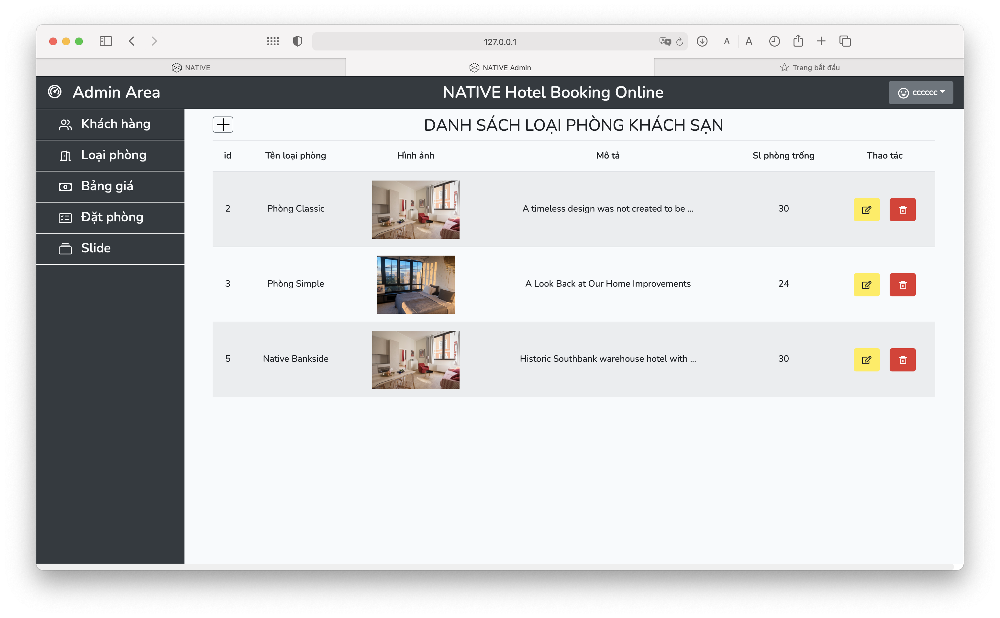 127.0.0.1
NATIVE
NATIVE Admin
Trang bắt đầu
Admin Area
NATIVE Hotel Booking Online
cccccc
Khách hàng
Loại phòng
Bảng giá
Đặt phòng
Slide
DANH SÁCH LOẠI PHÒNG KHÁCH SẠN
id Tên loại phòng Hình ảnh Mô tả Sl phòng trống Thao tác
2 Phòng Classic A timeless design was not created to be ... 30
3 Phòng Simple A Look Back at Our Home Improvements 24
5 Native Bankside Historic Southbank warehouse hotel with ... 30